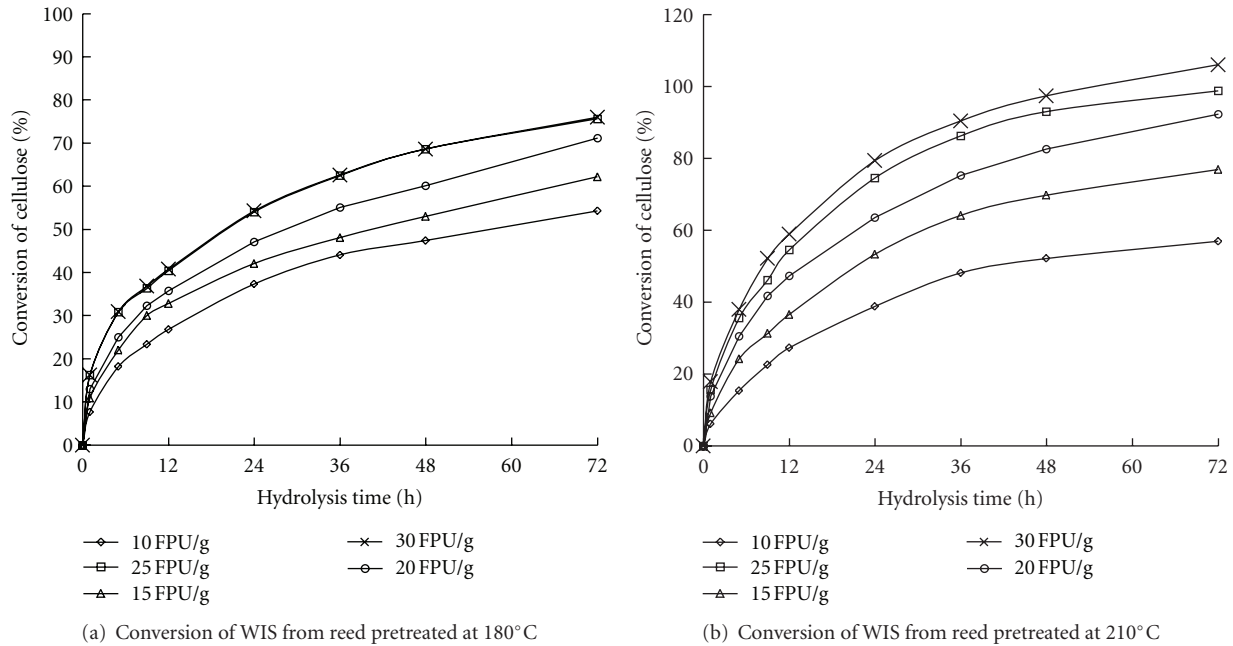 Conversion of cellulose (%)
100
90
80
70
60
50
40
30
20
10
0
0 12 24 36 48 60 72
Hydrolysis time (h)
10 FPU/g
25 FPU/g
15 FPU/g
30 FPU/g
20 FPU/g
(a) Conversion of WIS from reed pretreated at 180°C
Conversion of cellulose (%)
120
100
80
60
40
20
0
0 12 24 36 48 60 72
Hydrolysis time (h)
10 FPU/g
25 FPU/g
15 FPU/g
30 FPU/g
20 FPU/g
(b) Conversion of WIS from reed pretreated at 210°C